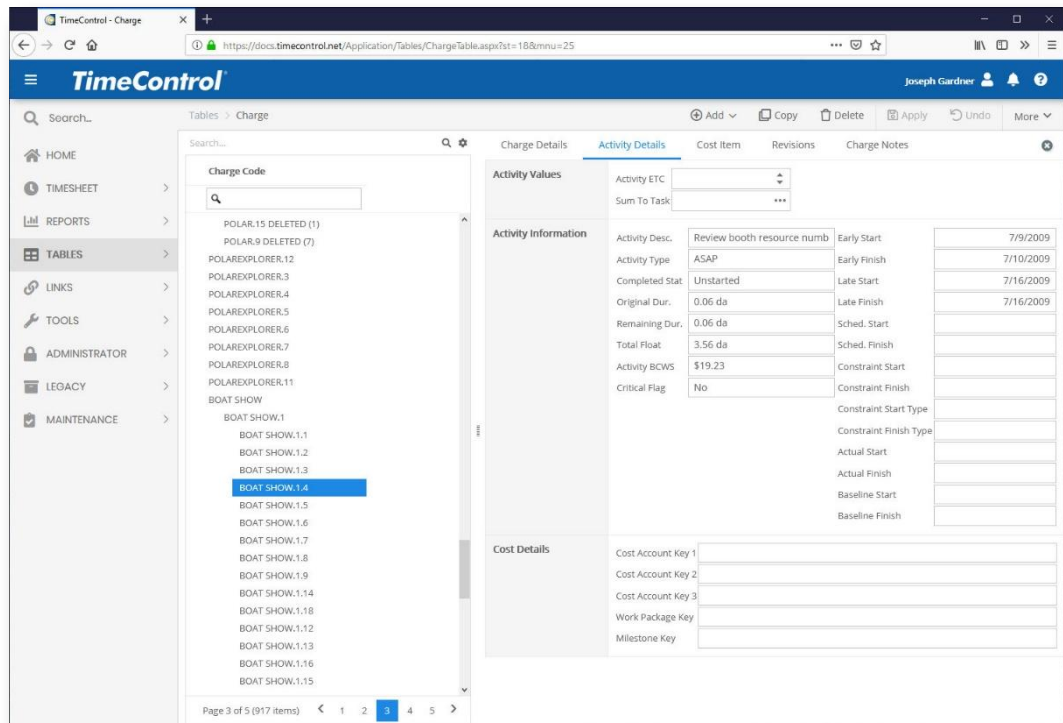 TimeControl - Charge
https://docs.timecontrol.net/Application/Tables/ChargeTable.aspx?st=18&mnu=25
TimeControl
Joseph Gardner
Search...
Tables > Charge
Add
Copy
Delete
Apply
Undo
More
HOME
TIMESHEET
REPORTS
TABLES
LINKS
TOOLS
ADMINISTRATOR
LEGACY
MAINTENANCE
Search...
Charge Code
POLAR.15 DELETED (1)
POLAR.9 DELETED (7)
POLAREXPLORER.12
POLAREXPLORER.3
POLAREXPLORER.4
POLAREXPLORER.5
POLAREXPLORER.6
POLAREXPLORER.7
POLAREXPLORER.8
POLAREXPLORER.11
BOAT SHOW
BOAT SHOW.1
BOAT SHOW.1.1
BOAT SHOW.1.2
BOAT SHOW.1.3
BOAT SHOW.1.4
BOAT SHOW.1.5
BOAT SHOW.1.6
BOAT SHOW.1.7
BOAT SHOW.1.8
BOAT SHOW.1.9
BOAT SHOW.1.14
BOAT SHOW.1.18
BOAT SHOW.1.12
BOAT SHOW.1.13
BOAT SHOW.1.16
BOAT SHOW.1.15
Page 3 of 5 (917 items) 1 2 3 4 5
Charge Details Activity Details Cost Item Revisions Charge Notes
Activity Values
Activity ETC
Sum To Task
Activity Information
Activity Desc. Review booth resource numb Early Start 7/9/2009
Activity Type ASAP Early Finish 7/10/2009
Completed Stat Unstarted Late Start 7/16/2009
Original Dur. 0.06 da Late Finish 7/16/2009
Remaining Dur. 0.06 da Sched. Start
Total Float 3.56 da Sched. Finish
Activity BCWS $19.23 Constraint Start
Critical Flag No Constraint Finish
Constraint Start Type
Constraint Finish Type
Actual Start
Actual Finish
Baseline Start
Baseline Finish
Cost Details
Cost Account Key 1
Cost Account Key 2
Cost Account Key 3
Work Package Key
Milestone Key